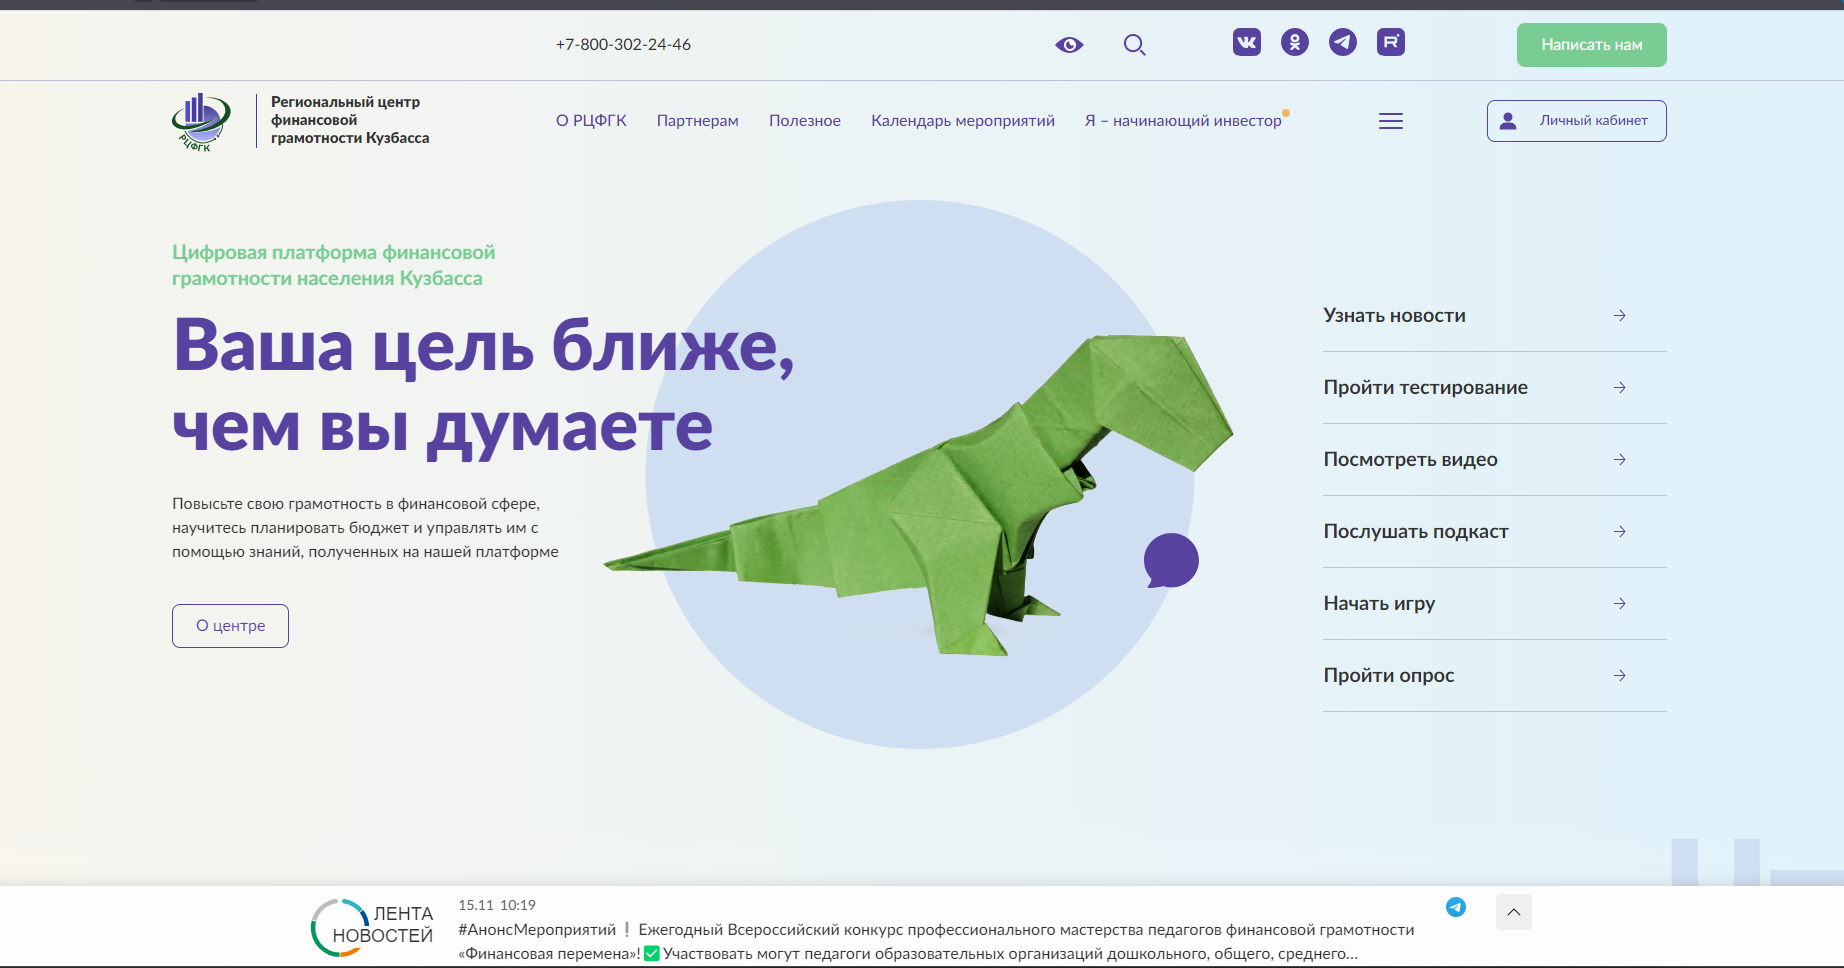 +7-800-302-24-46
Написать нам
РЦФГК
Региональный центр
финансовой
грамотности Кузбасса
О РЦФГК
Партнерам
Полезное
Календарь мероприятий
Я – начинающий инвестор
Личный кабинет
Цифровая платформа финансовой
грамотности населения Кузбасса
Ваша цель ближе,
чем вы думаете
Повысьте свою грамотность в финансовой сфере,
научитесь планировать бюджет и управлять им с
помощью знаний, полученных на нашей платформе
О центре
Узнать новости
Пройти тестирование
Посмотреть видео
Послушать подкаст
Начать игру
Пройти опрос
ЛЕНТА
НОВОСТЕЙ
15.11 10:19
#АнонсМероприятий❕Ежегодный Всероссийский конкурс профессионального мастерства педагогов финансовой грамотности
«Финансовая перемена»!✅Участвовать могут педагоги образовательных организаций дошкольного, общего, среднего...